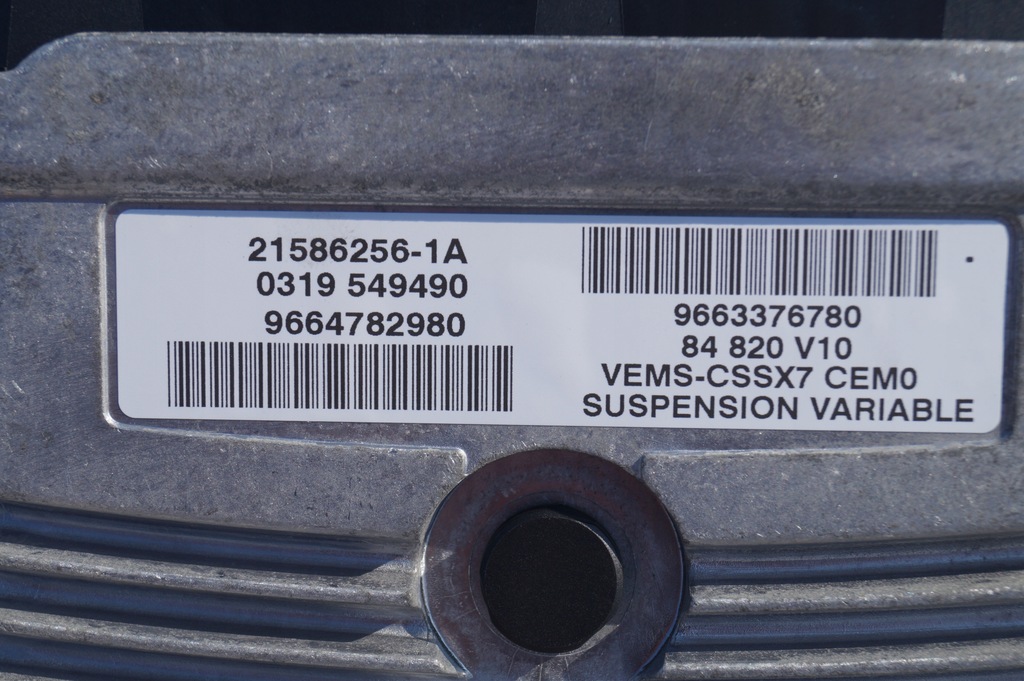 21586256-1A
0319 549490
9664782980
9663376780
84 820 V10
VEMS-CSSX7 CEM0
SUSPENSION VARIABLE